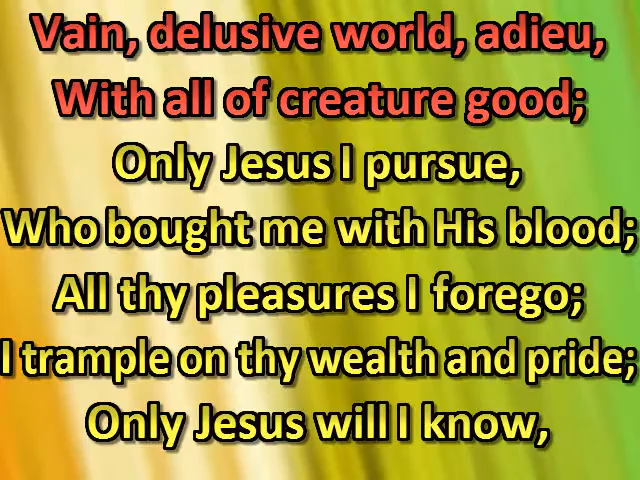 Vain, delusive world, adieu,
With all of creature good;
Only Jesus I pursue,
Who bought me with His blood;
All thy pleasures I forego;
I trample on thy wealth and pride;
Only Jesus will I know,